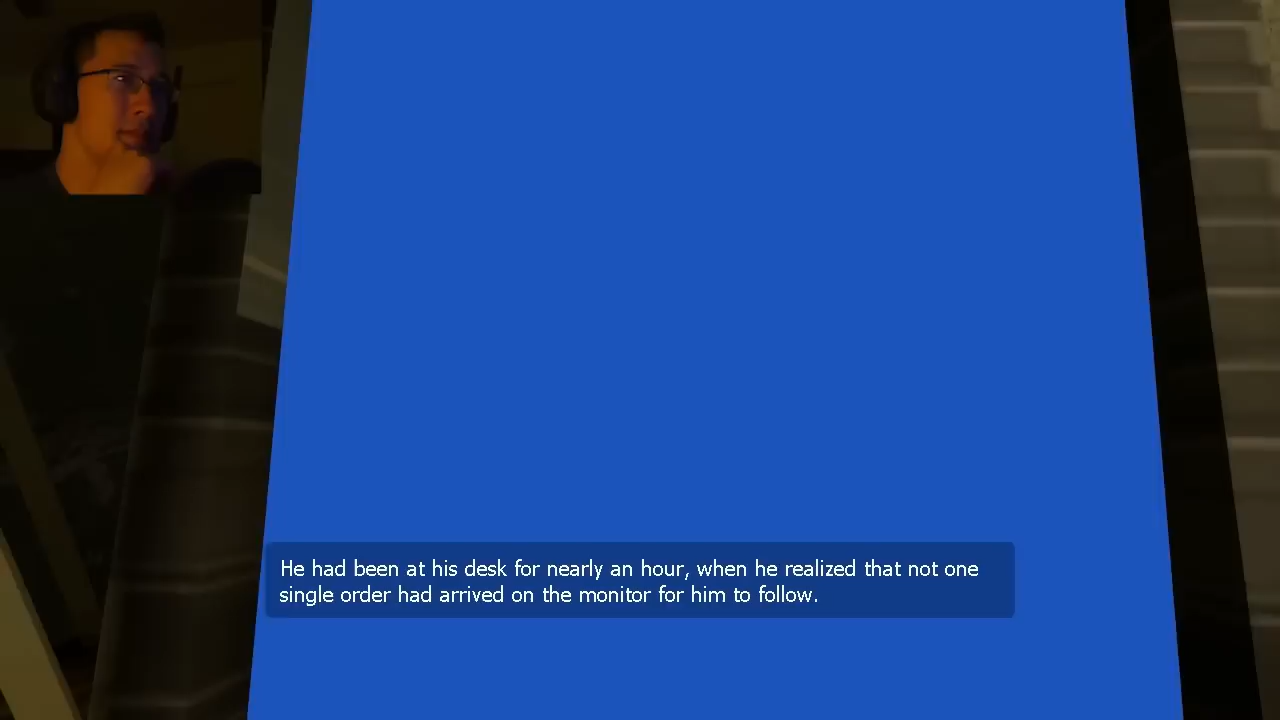 He had been at his desk for nearly an hour, when he realized that not one
single order had arrived on the monitor for him to follow.